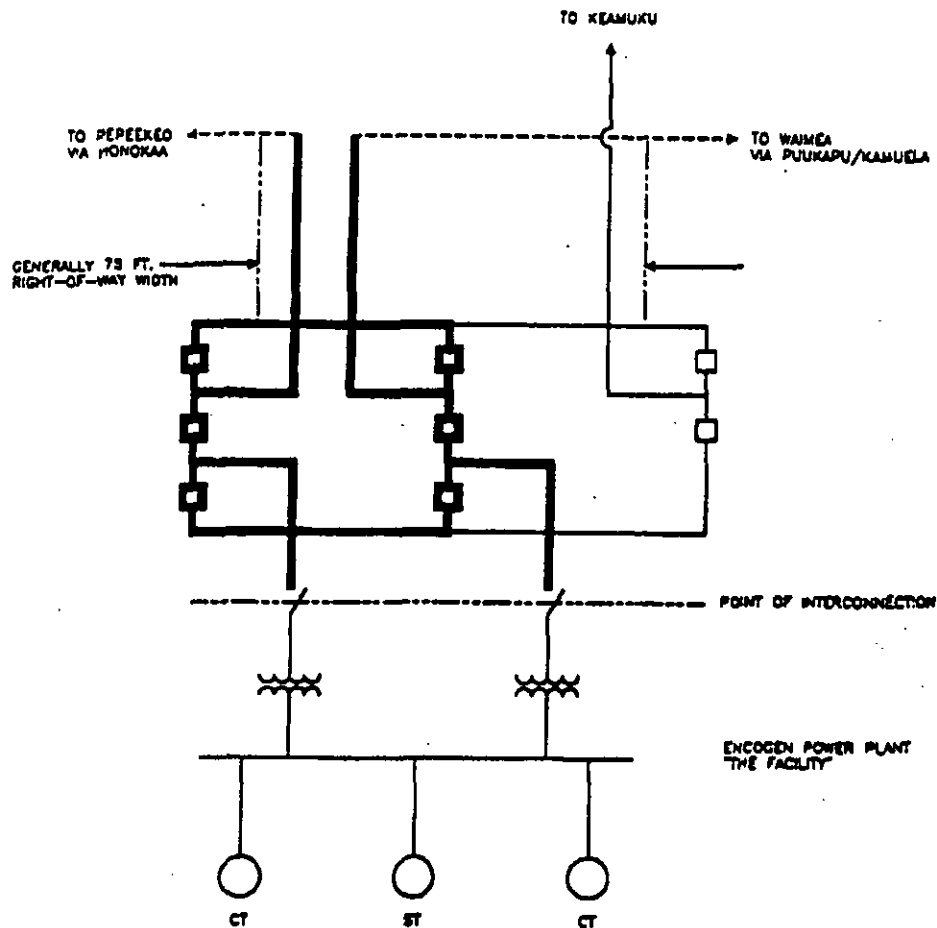 TO KEAMUKU
TO PEPEEKEO
VIA HONOKAA
TO WAIMEA
VIA PUUKAPU/KAMUELA
GENERALLY 75 FT.
RIGHT-OF-WAY WIDTH
POINT OF INTERCONNECTION
ENCOGEN POWER PLANT
"THE FACILITY"
CT
ST
CT